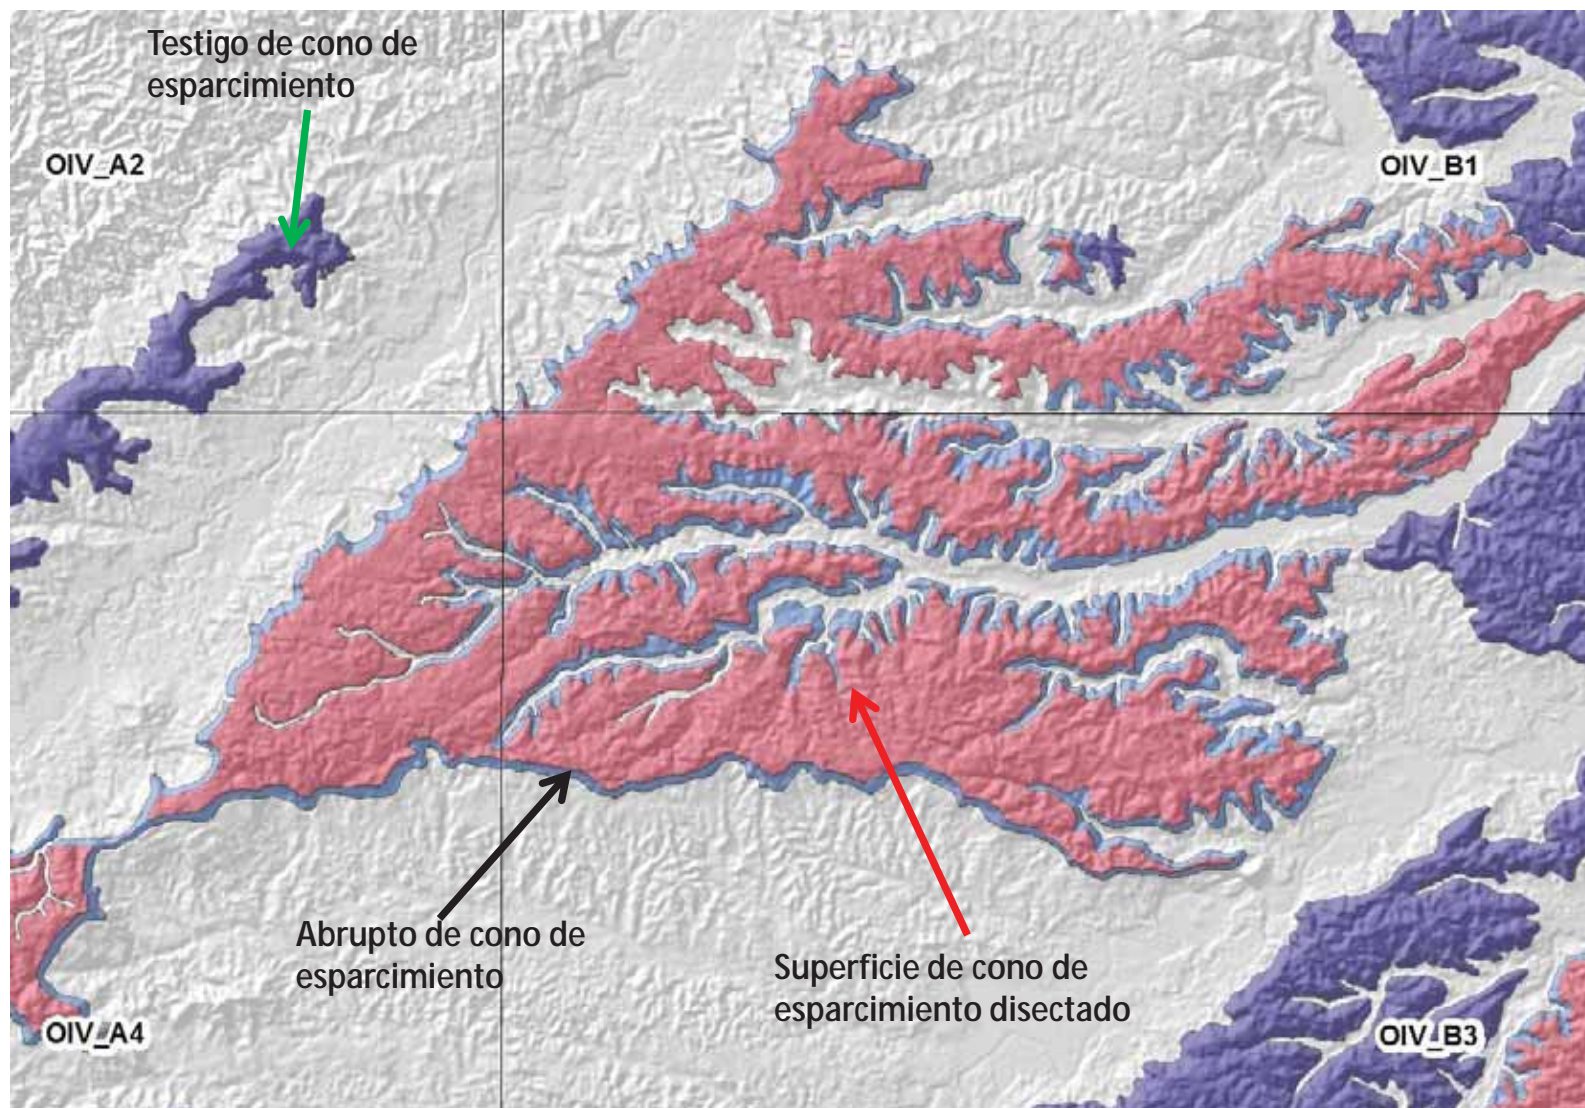 Testigo de cono de
esparcimiento
OIV_A2
OIV_B1
Abrupto de cono de
esparcimiento
Superficie de cono de
esparcimiento disectado
OIV_A4
OIV_B3